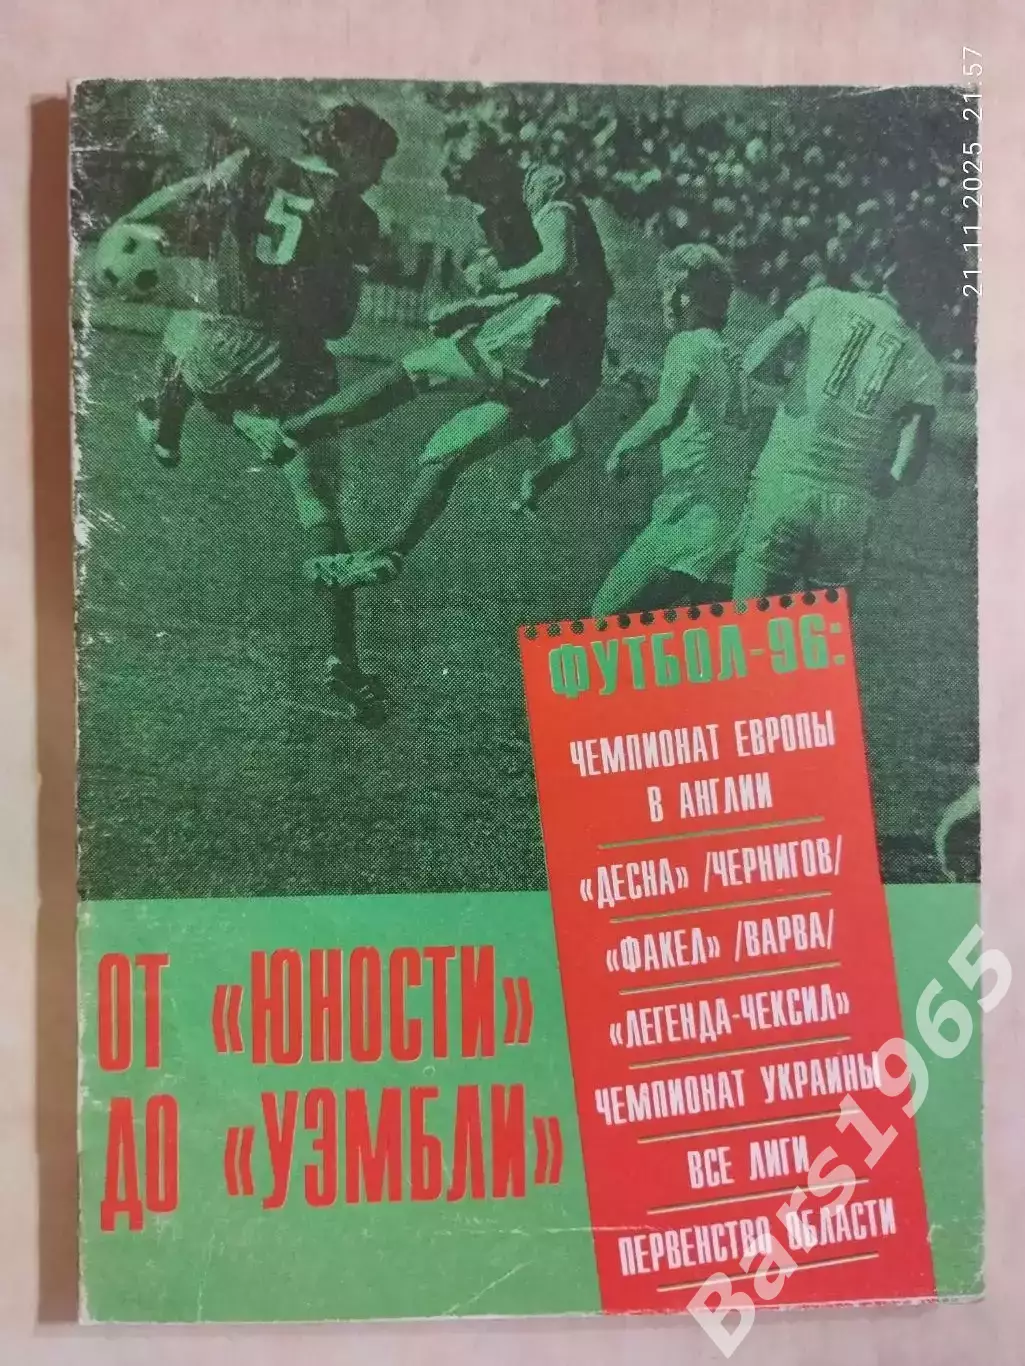 21.11.2025 21:57
5
11
ФУТБОЛ-96:
ЧЕМПИОНАТ ЕВРОПЫ
В АНГЛИИ
«ДЕСНА» /ЧЕРНИГОВ/
«ФАКЕЛ» /ВАРВА/
«ЛЕГЕНДА-ЧЕКСИЛ»
ЧЕМПИОНАТ УКРАИНЫ
ВСЕ ЛИГИ
ПЕРВЕНСТВО ОБЛАСТИ
ОТ «ЮНОСТИ»
ДО «УЭМБЛИ»
Bars1965